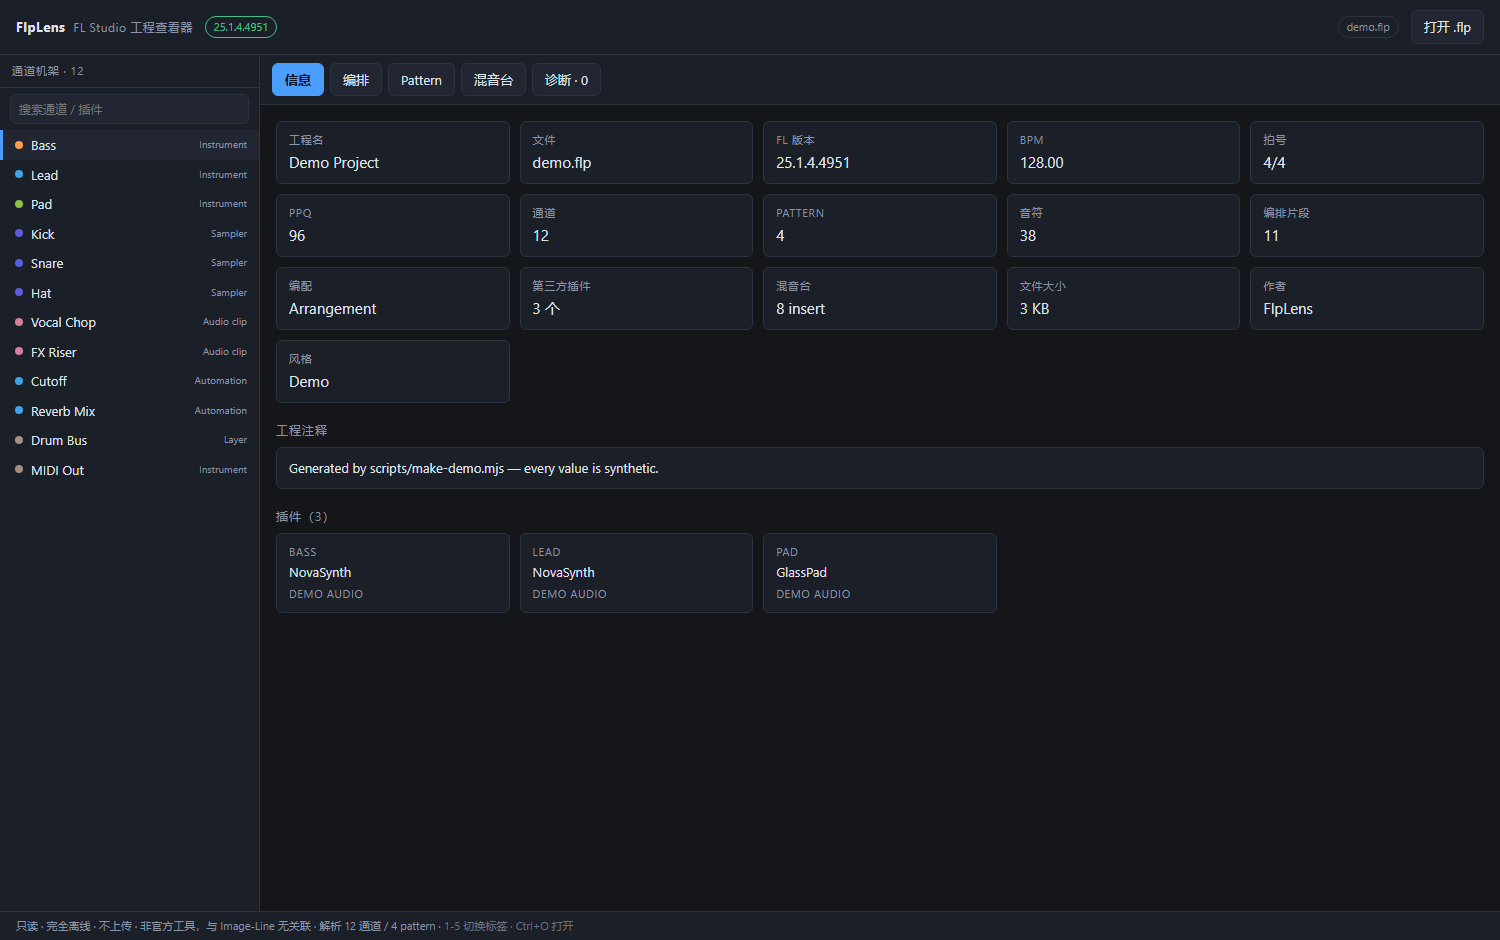 FlpLens FL Studio 工程查看器 25.1.4.4951 demo.flp 打开 .flp
通道机架 · 12
搜索通道 / 插件
Bass Instrument
Lead Instrument
Pad Instrument
Kick Sampler
Snare Sampler
Hat Sampler
Vocal Chop Audio clip
FX Riser Audio clip
Cutoff Automation
Reverb Mix Automation
Drum Bus Layer
MIDI Out Instrument
信息 编排 Pattern 混音台 诊断 · 0
工程名 文件 FL 版本 BPM 拍号
Demo Project demo.flp 25.1.4.4951 128.00 4/4
PPQ 通道 PATTERN 音符 编排片段
96 12 4 38 11
编配 第三方插件 混音台 文件大小 作者
Arrangement 3 个 8 insert 3 KB FlpLens
风格
Demo
工程注释
Generated by scripts/make-demo.mjs — every value is synthetic.
插件（3）
BASS LEAD PAD
NovaSynth NovaSynth GlassPad
DEMO AUDIO DEMO AUDIO DEMO AUDIO
只读 · 完全离线 · 不上传 · 非官方工具，与 Image-Line 无关联 · 解析 12 通道 / 4 pattern · 1-5 切换标签 · Ctrl+O 打开